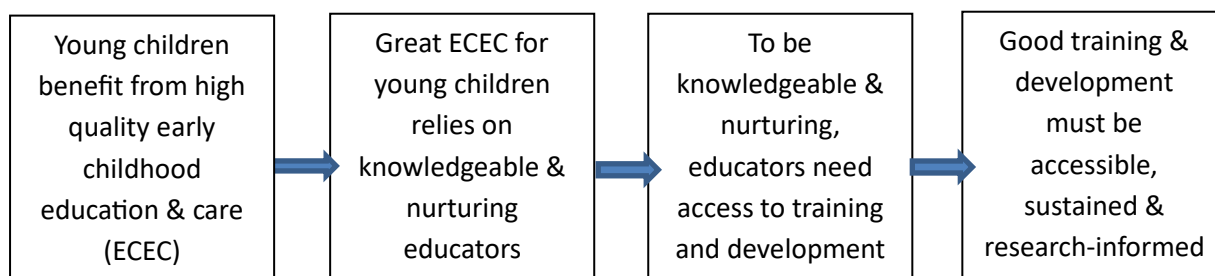 Young children
benefit from high
quality early
childhood
education & care
(ECEC)
Great ECEC for
young children
relies on
knowledgeable &
nurturing
educators
To be
knowledgeable &
nurturing,
educators need
access to training
and development
Good training &
development
must be
accessible,
sustained &
research-informed